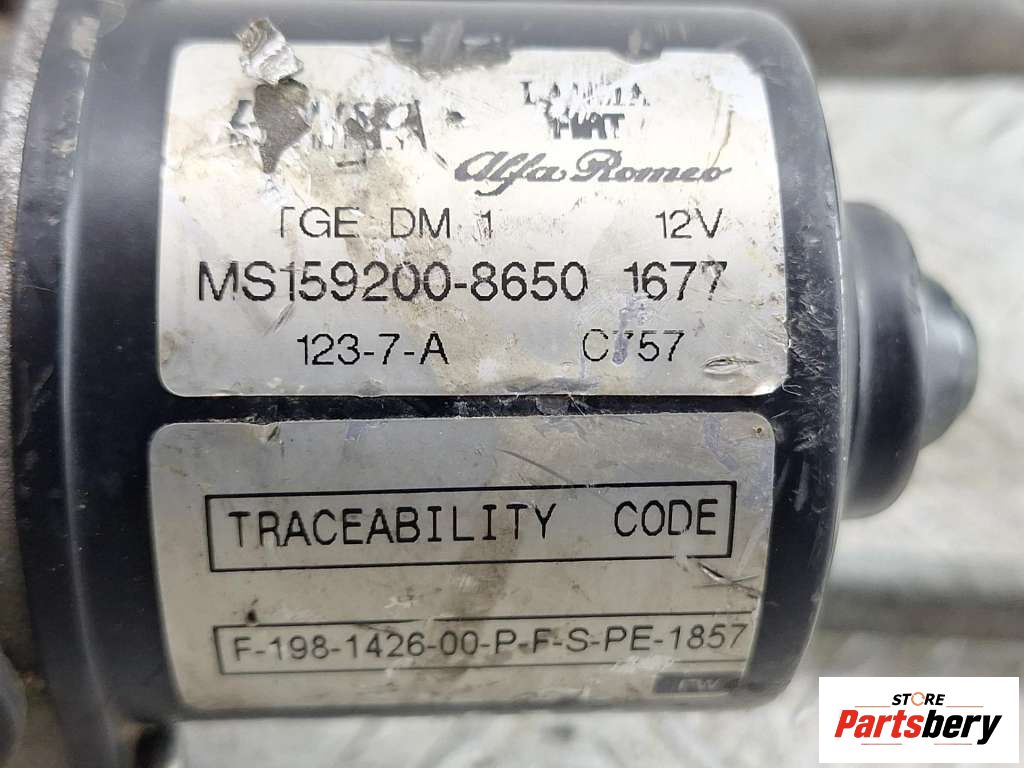 LANCIA
FIAT
Alfa Romeo
TGE DM 1 12V
MS159200-8650 1677
123-7-A C757
TRACEABILITY CODE
F-198-1426-00-P-F-S-PE-1857
STORE
Partsbery